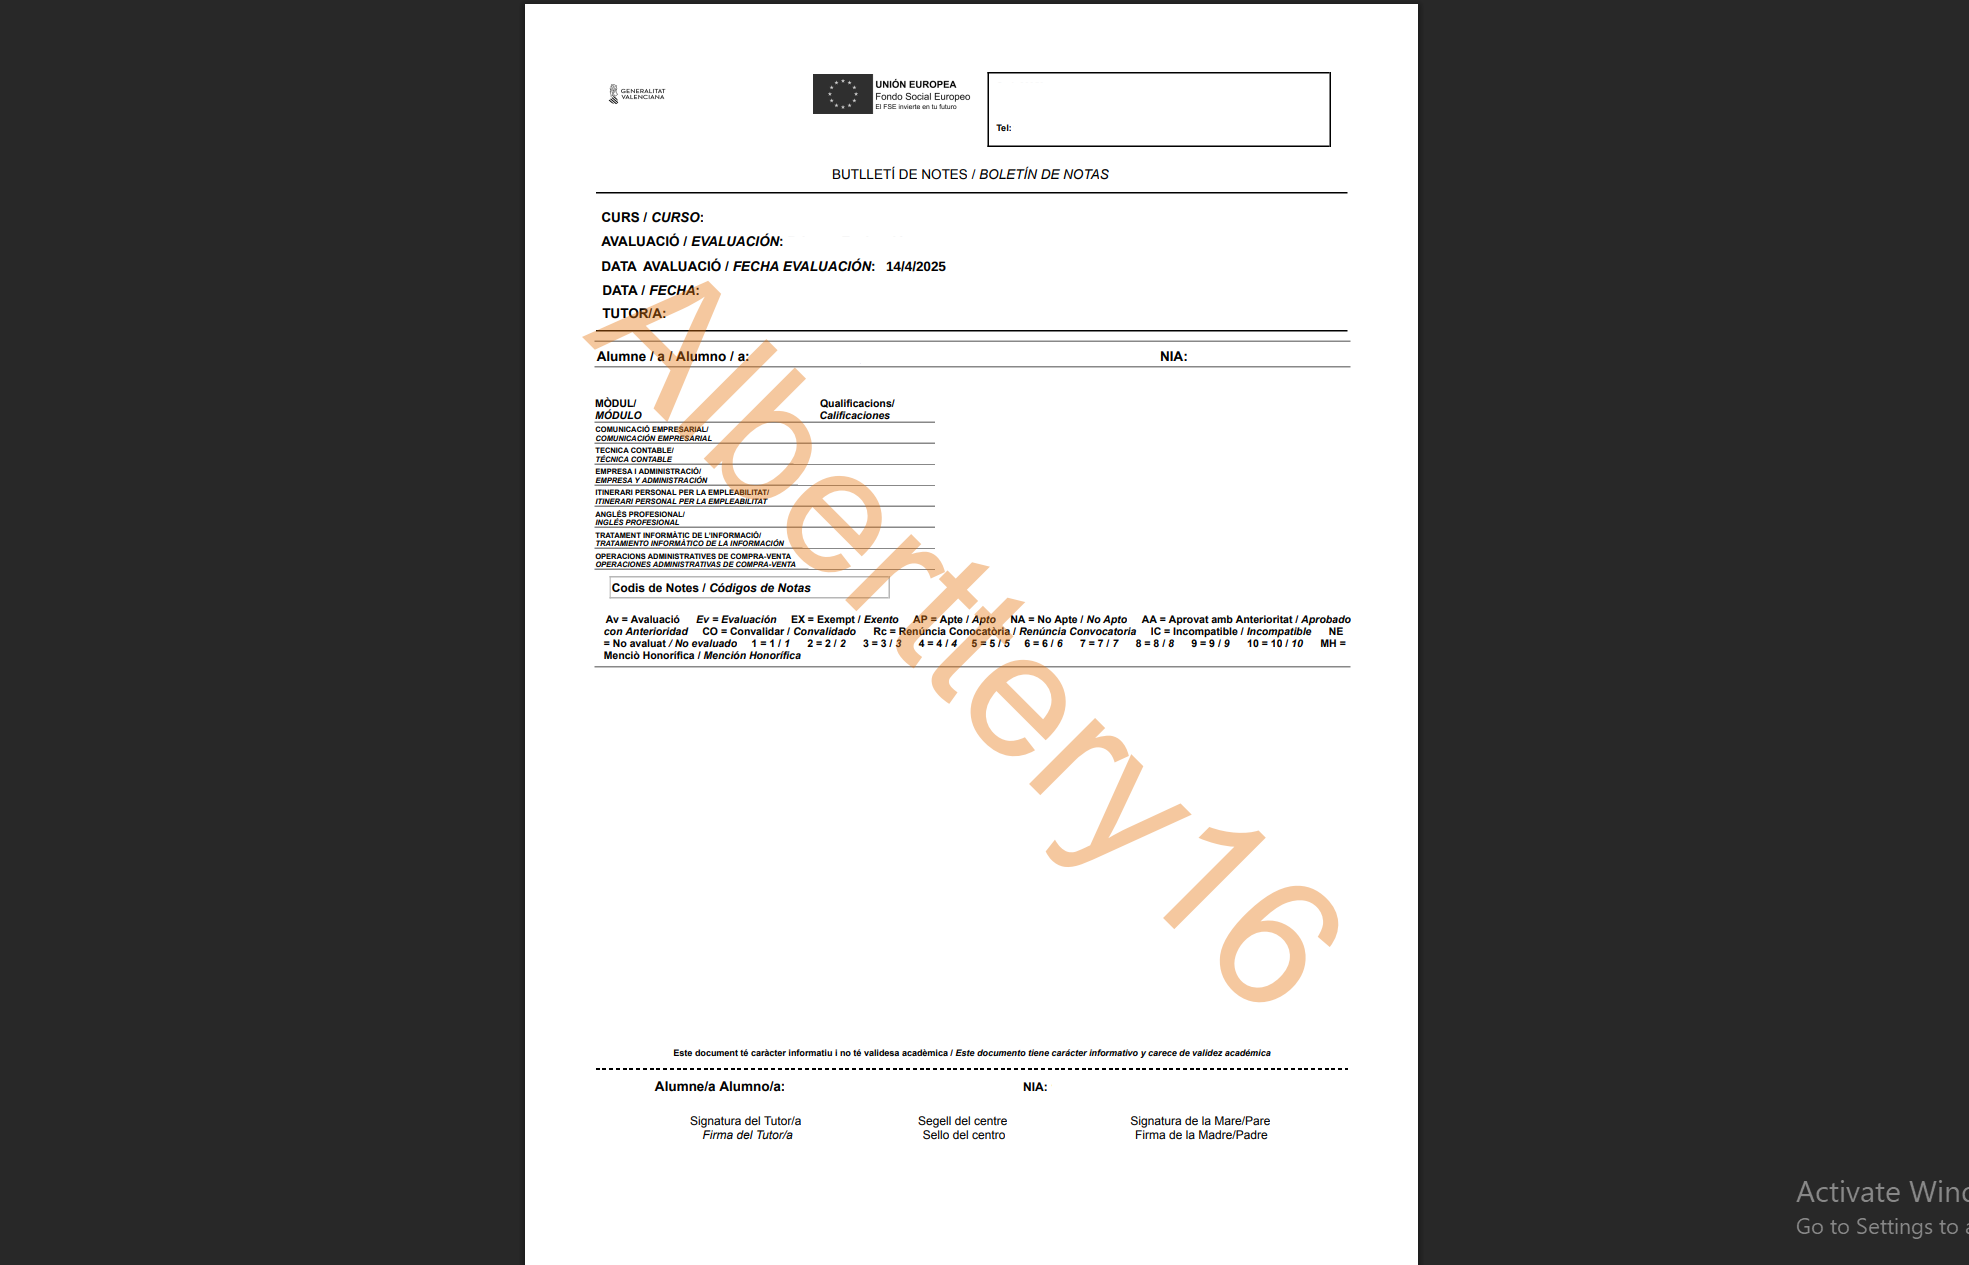 GENERALITAT
VALENCIANA
UNIÓN EUROPEA
Fondo Social Europeo
El FSE invierte en tu futuro
Tel:
BUTLLETÍ DE NOTES / BOLETÍN DE NOTAS
CURS / CURSO:
AVALUACIÓ / EVALUACIÓN:
DATA AVALUACIÓ / FECHA EVALUACIÓN: 14/4/2025
DATA / FECHA:
TUTOR/A:
Alumne / a / Alumno / a: NIA:
MÒDUL/ Qualificacions/
MÓDULO Calificaciones
COMUNICACIÓ EMPRESARIAL/
COMUNICACIÓN EMPRESARIAL
TECNICA CONTABLE/
TÉCNICA CONTABLE
EMPRESA I ADMINISTRACIÓ/
EMPRESA Y ADMINISTRACIÓN
ITINERARI PERSONAL PER LA EMPLEABILITAT/
ITINERARI PERSONAL PER LA EMPLEABILITAT
ANGLÉS PROFESIONAL/
INGLÉS PROFESIONAL
TRATAMENT INFORMÀTIC DE L'INFORMACIÓ/
TRATAMIENTO INFORMÁTICO DE LA INFORMACIÓN
OPERACIONS ADMINISTRATIVES DE COMPRA-VENTA
OPERACIONES ADMINISTRATIVAS DE COMPRA-VENTA
Codis de Notes / Códigos de Notas
Av = Avaluació Ev = Evaluación EX = Exempt / Exento AP = Apte / Apto NA = No Apte / No Apto AA = Aprovat amb Anterioritat / Aprobado
con Anterioridad CO = Convalidar / Convalidado Rc = Renúncia Conocatòria / Renúncia Convocatoria IC = Incompatible / Incompatible NE
= No avaluat / No evaluado 1 = 1 / 1 2 = 2 / 2 3 = 3 / 3 4 = 4 / 4 5 = 5 / 5 6 = 6 / 6 7 = 7 / 7 8 = 8 / 8 9 = 9 / 9 10 = 10 / 10 MH =
Menciò Honorífica / Mención Honorífica
Alberttery16
Este document té caràcter informatiu i no té validesa acadèmica / Este documento tiene carácter informativo y carece de validez académica
Alumne/a Alumno/a: NIA:
Signatura del Tutor/a Segell del centre Signatura de la Mare/Pare
Firma del Tutor/a Sello del centro Firma de la Madre/Padre
Activate
Go to Settings to